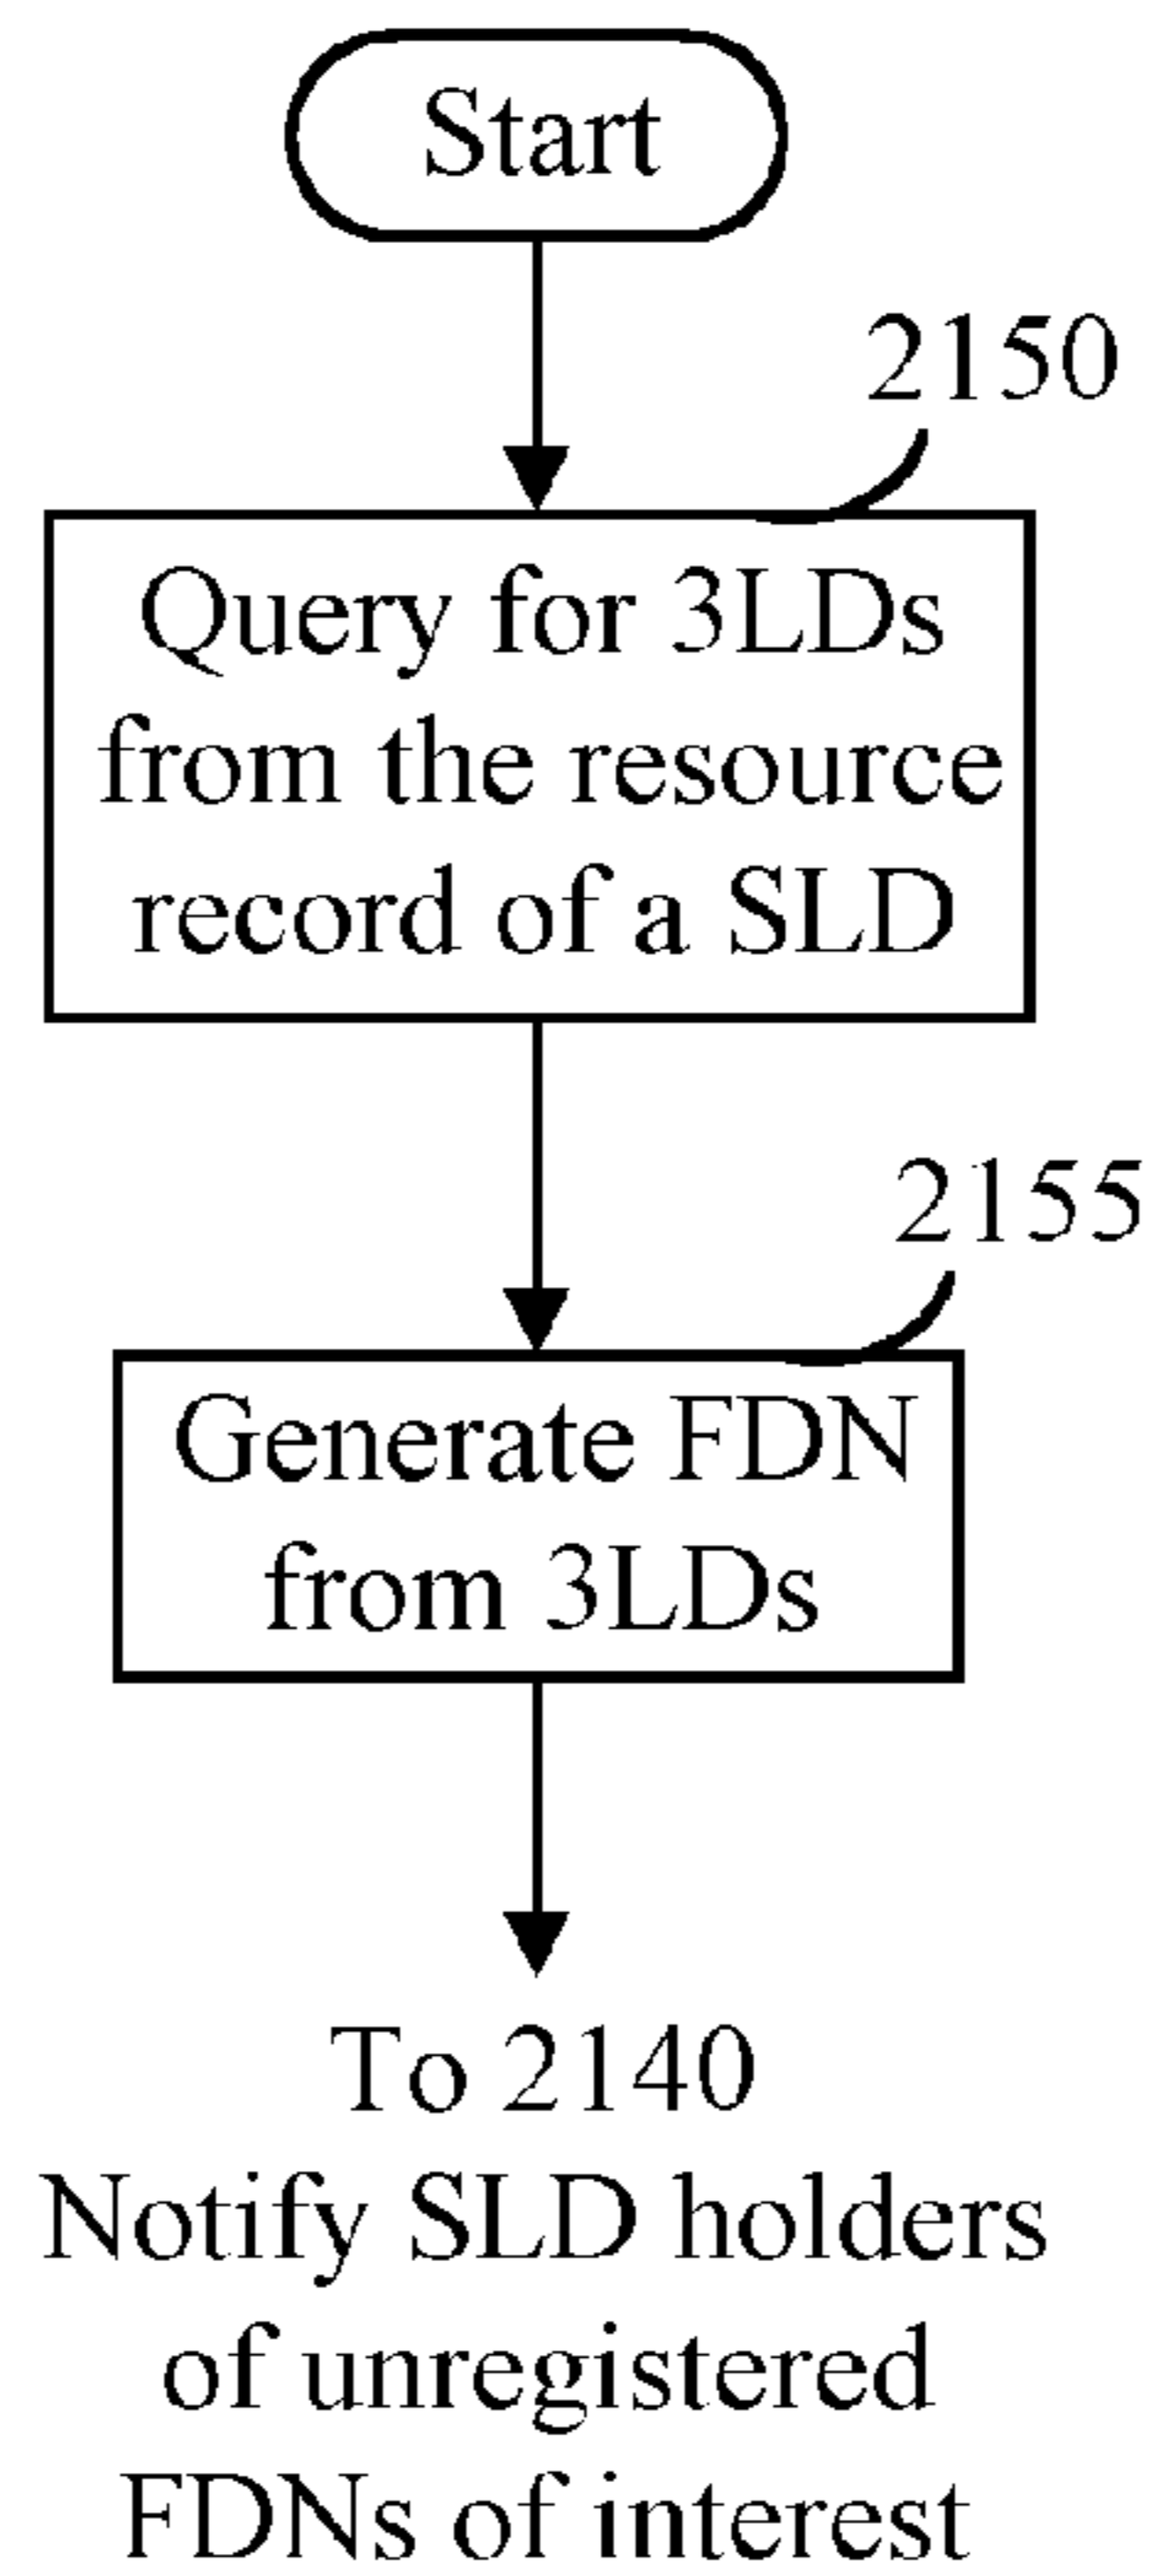 Start
2150
Query for 3LDs
from the resource
record of a SLD
2155
Generate FDN
from 3LDs
To 2140
Notify SLD holders
of unregistered
FDNs of interest